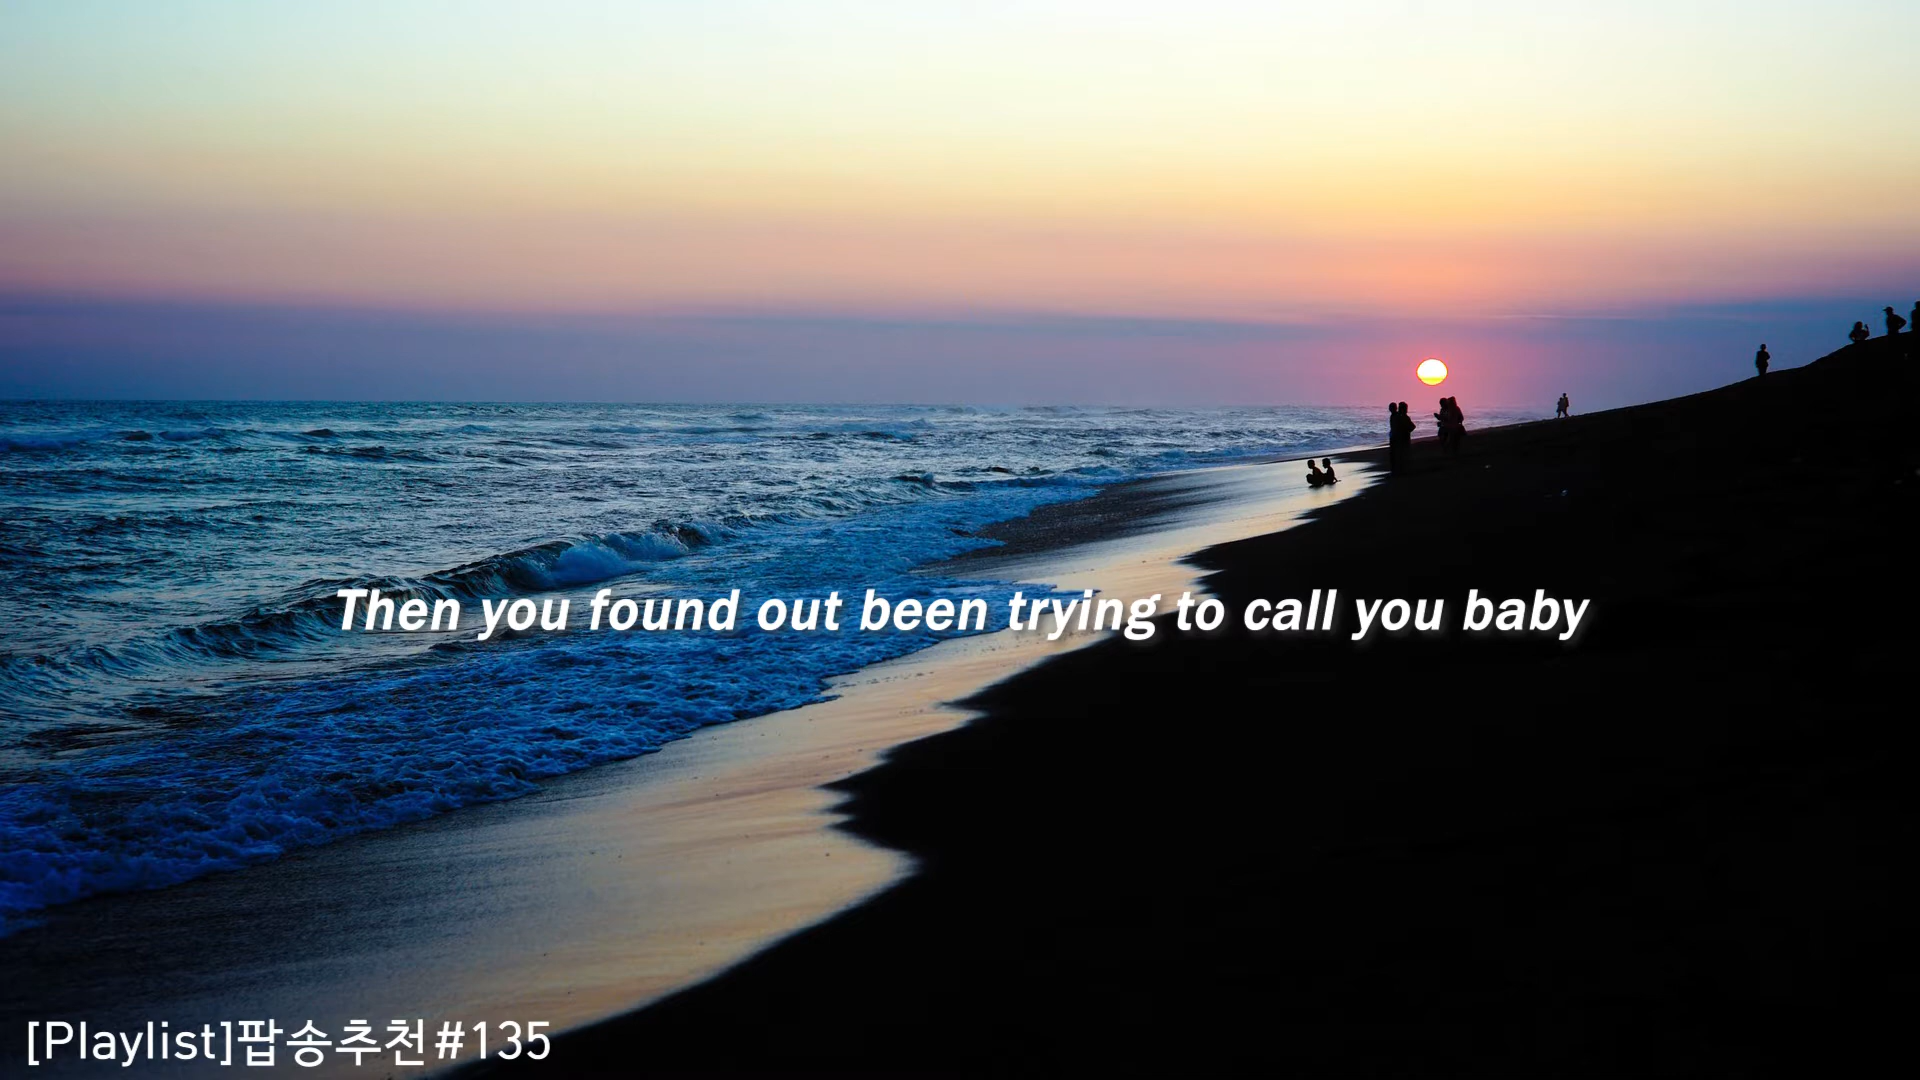 Then you found out been trying to call you baby
[Playlist]팝송추천#135